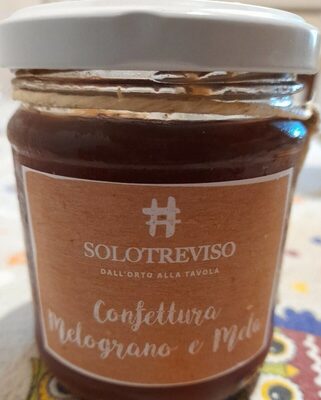 #
SOLOTREVISO
DALL'ORTO ALLA TAVOLA
Confettura
Melograno e Mela